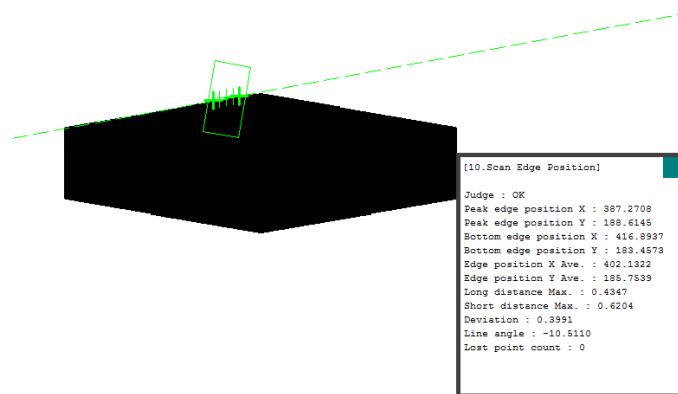 [10.Scan Edge Position]
Judge : OK
Peak edge position X : 387.2708
Peak edge position Y : 188.6145
Bottom edge position X : 416.8937
Bottom edge position Y : 183.4573
Edge position X Ave. : 402.1322
Edge position Y Ave. : 185.7539
Long distance Max. : 0.4347
Short distance Max. : 0.6204
Deviation : 0.3991
Line angle : -10.5110
Lost point count : 0